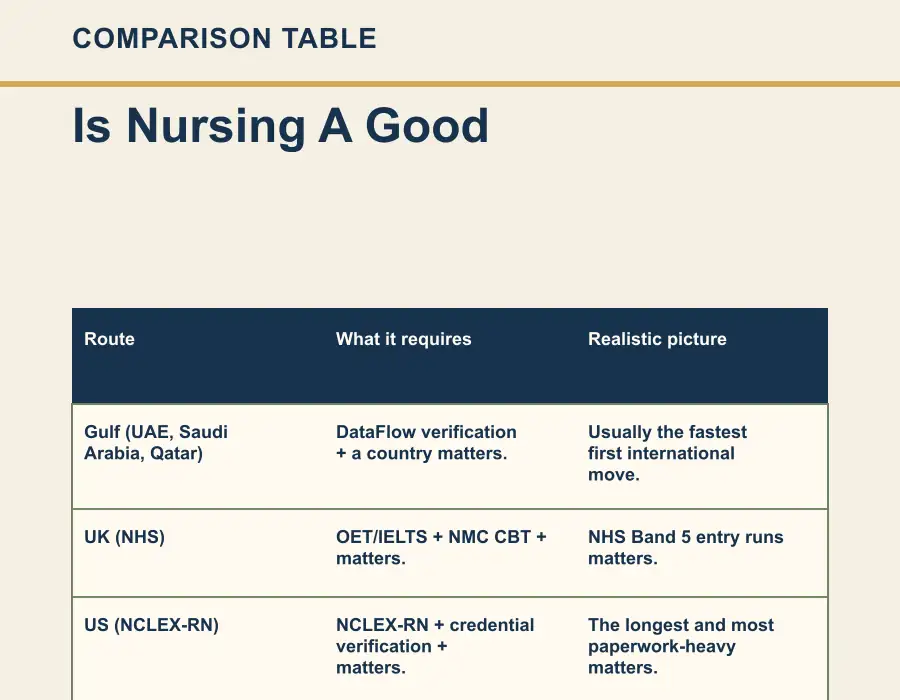 COMPARISON TABLE
Is Nursing A Good
Route
What it requires
Realistic picture
Gulf (UAE, Saudi
Arabia, Qatar)
DataFlow verification
+ a country matters.
Usually the fastest
first international
move.
UK (NHS)
OET/IELTS + NMC CBT +
matters.
NHS Band 5 entry runs
matters.
US (NCLEX-RN)
NCLEX-RN + credential
verification +
matters.
The longest and most
paperwork-heavy
matters.